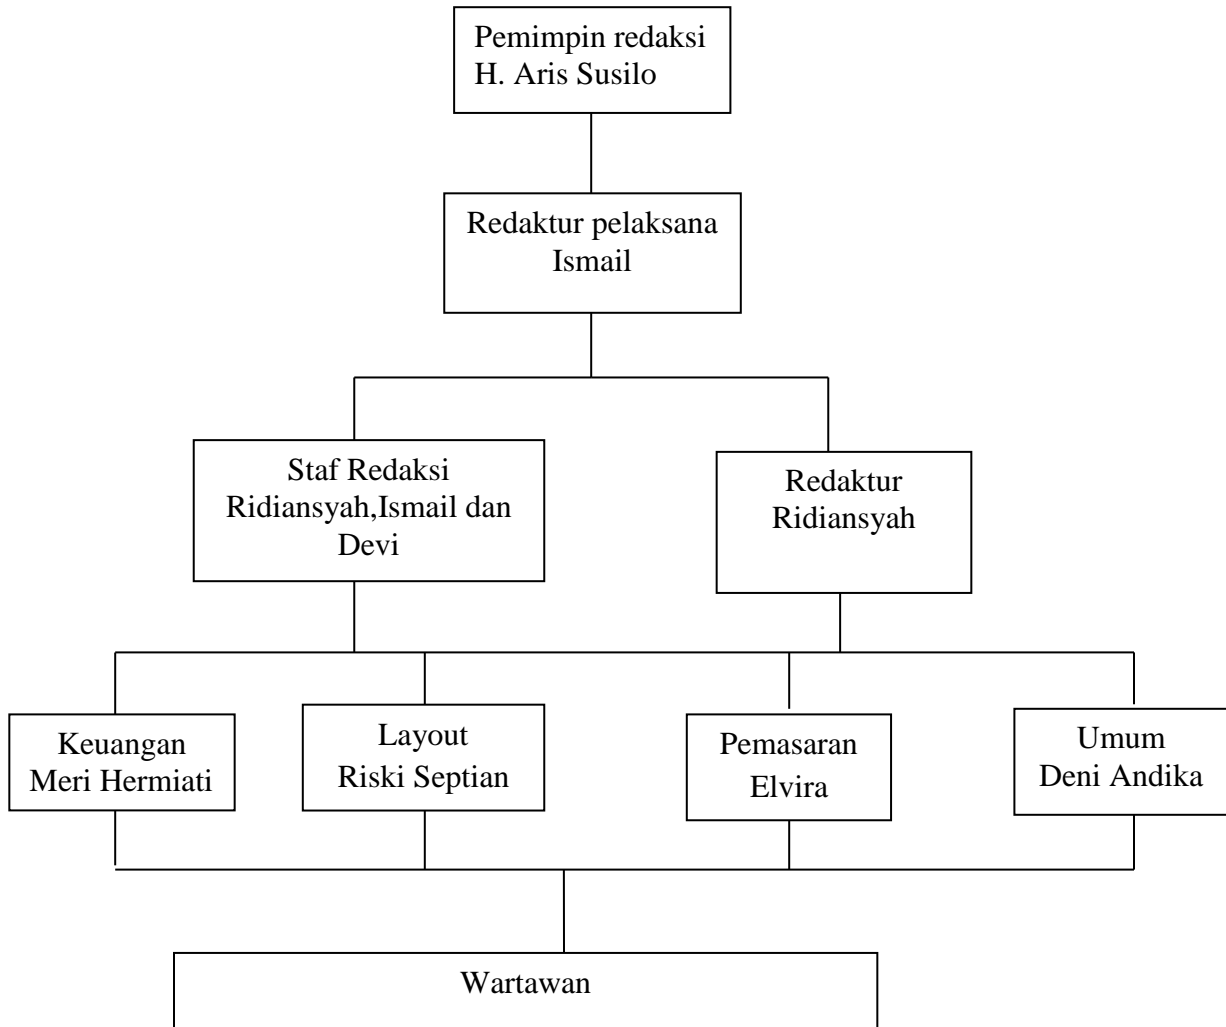 Pemimpin redaksi
H. Aris Susilo
Redaktur pelaksana
Ismail
Staf Redaksi
Ridiansyah,Ismail dan
Devi
Redaktur
Ridiansyah
Keuangan
Meri Hermiati
Layout
Riski Septian
Pemasaran
Elvira
Umum
Deni Andika
Wartawan